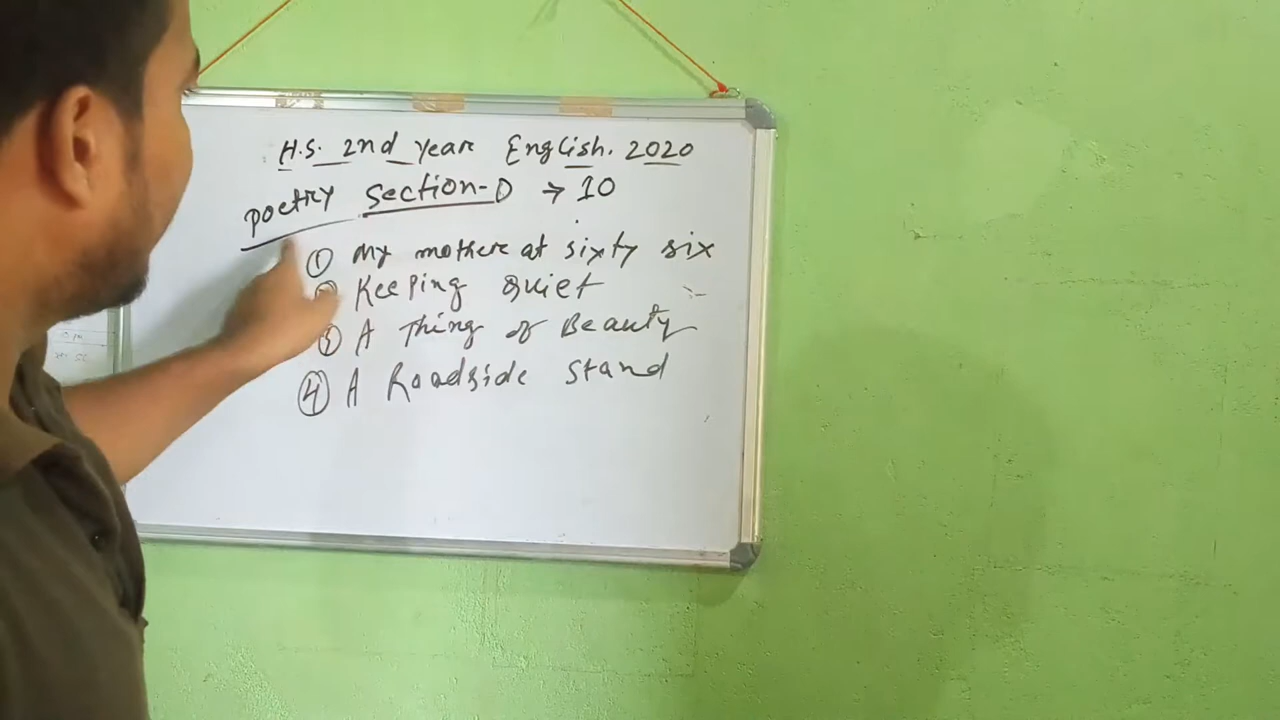 H.S. 2nd Year English. 2020
Poetry Section-D → 10
① My mothere at sixty six
② Keeping quiet
③ A Thing of Beauty
④ A Roadside Stand